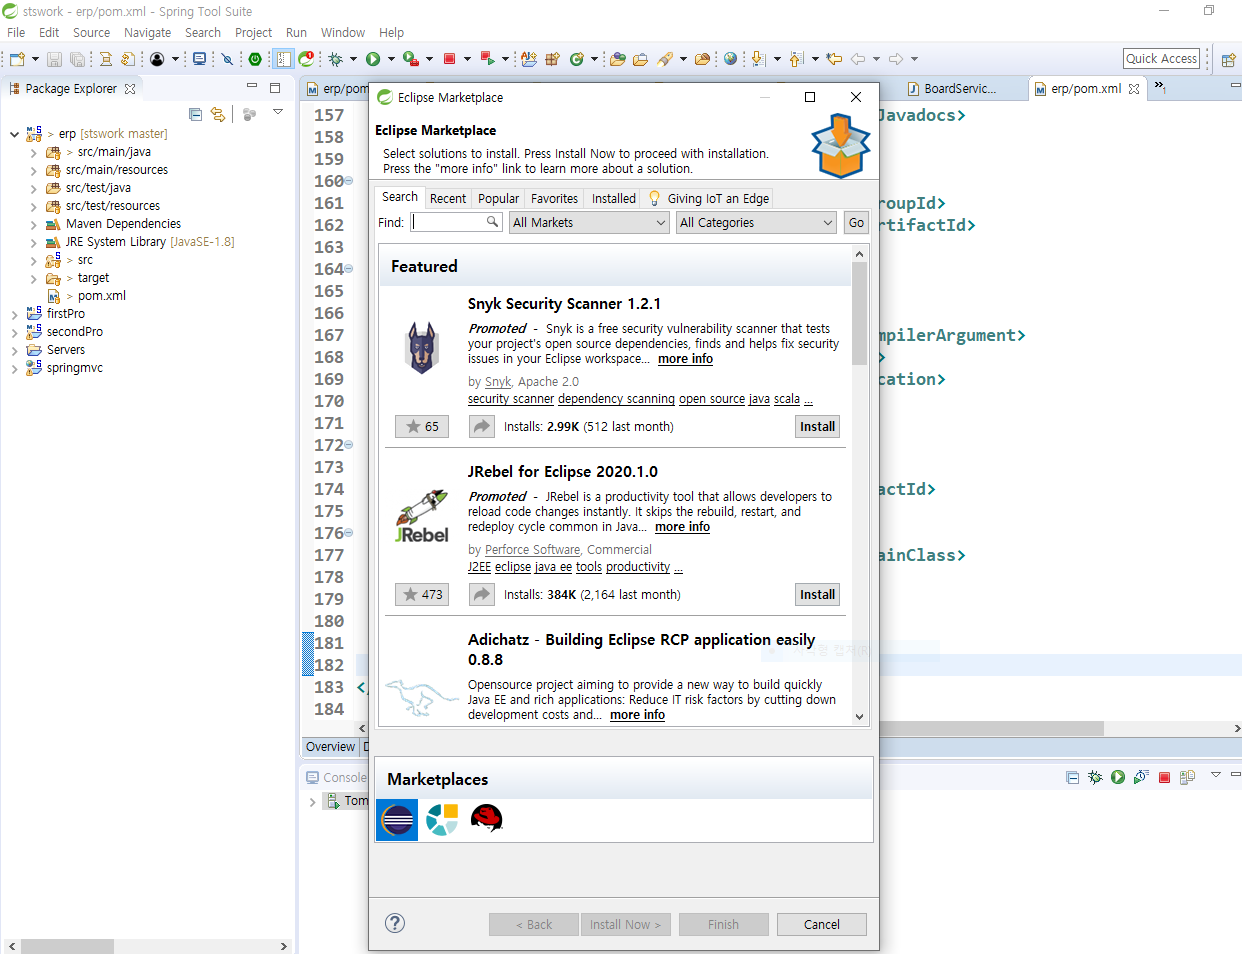 stswork - erp/pom.xml - Spring Tool Suite
File Edit Source Navigate Search Project Run Window Help
Quick Access
Package Explorer
erp/pom
BoardServic...
erp/pom.xml
1
> erp [stswork master]
> src/main/java
> src/main/resources
> src/test/java
> src/test/resources
Maven Dependencies
JRE System Library [JavaSE-1.8]
> src
> target
> pom.xml
firstPro
secondPro
Servers
springmvc
157 Javadocs>
158
159
160
161 roupId>
162 rtifactId>
163
164
165
166
167 mpilerArgument>
168 >
169 cation>
170
171
172
173
174 actId>
175
176
177 ainClass>
178
179
180
181
182
183 </
184
Overview
Console
Tom
Eclipse Marketplace
Eclipse Marketplace
Select solutions to install. Press Install Now to proceed with installation.
Press the "more info" link to learn more about a solution.
Search Recent Popular Favorites Installed Giving IoT an Edge
Find: All Markets All Categories Go
Featured
Snyk Security Scanner 1.2.1
Promoted - Snyk is a free security vulnerability scanner that tests
your project's open source dependencies, finds and helps fix security
issues in your Eclipse workspace... more info
by Snyk, Apache 2.0
security scanner dependency scanning open source java scala ...
65 Installs: 2.99K (512 last month) Install
JRebel for Eclipse 2020.1.0
Promoted - JRebel is a productivity tool that allows developers to
reload code changes instantly. It skips the rebuild, restart, and
redeploy cycle common in Java... more info
JRebel
by Perforce Software, Commercial
J2EE eclipse java ee tools productivity ...
473 Installs: 384K (2,164 last month) Install
Adichatz - Building Eclipse RCP application easily
0.8.8
Opensource project aiming to provide a new way to build quickly
Java EE and rich applications: Reduce IT risk factors by cutting down
development costs and... more info
Marketplaces
< Back Install Now > Finish Cancel